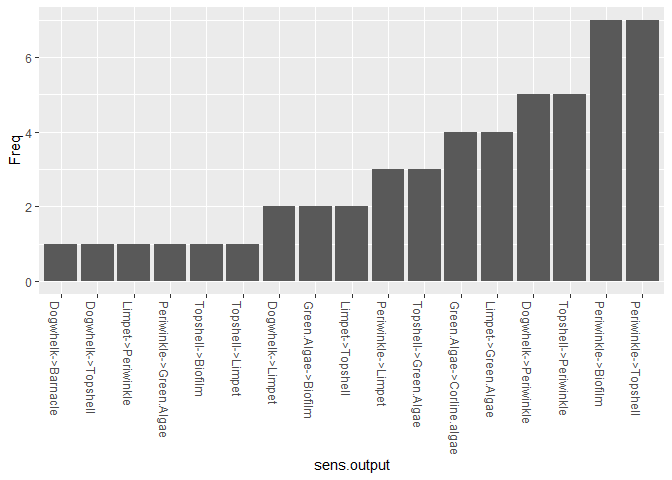 Freq
6
4
2
0
Dogwhelk->Barnacle
Dogwhelk->Topshell
Limpet->Periwinkle
Periwinkle->Green.Algae
Topshell->Biofilm
Topshell->Limpet
Dogwhelk->Limpet
Green.Algae->Biofilm
Limpet->Topshell
Periwinkle->Limpet
Topshell->Green.Algae
Green.Algae->Corline.algae
Limpet->Green.Algae
Dogwhelk->Periwinkle
Topshell->Periwinkle
Periwinkle->Biofilm
Periwinkle->Topshell
sens.output